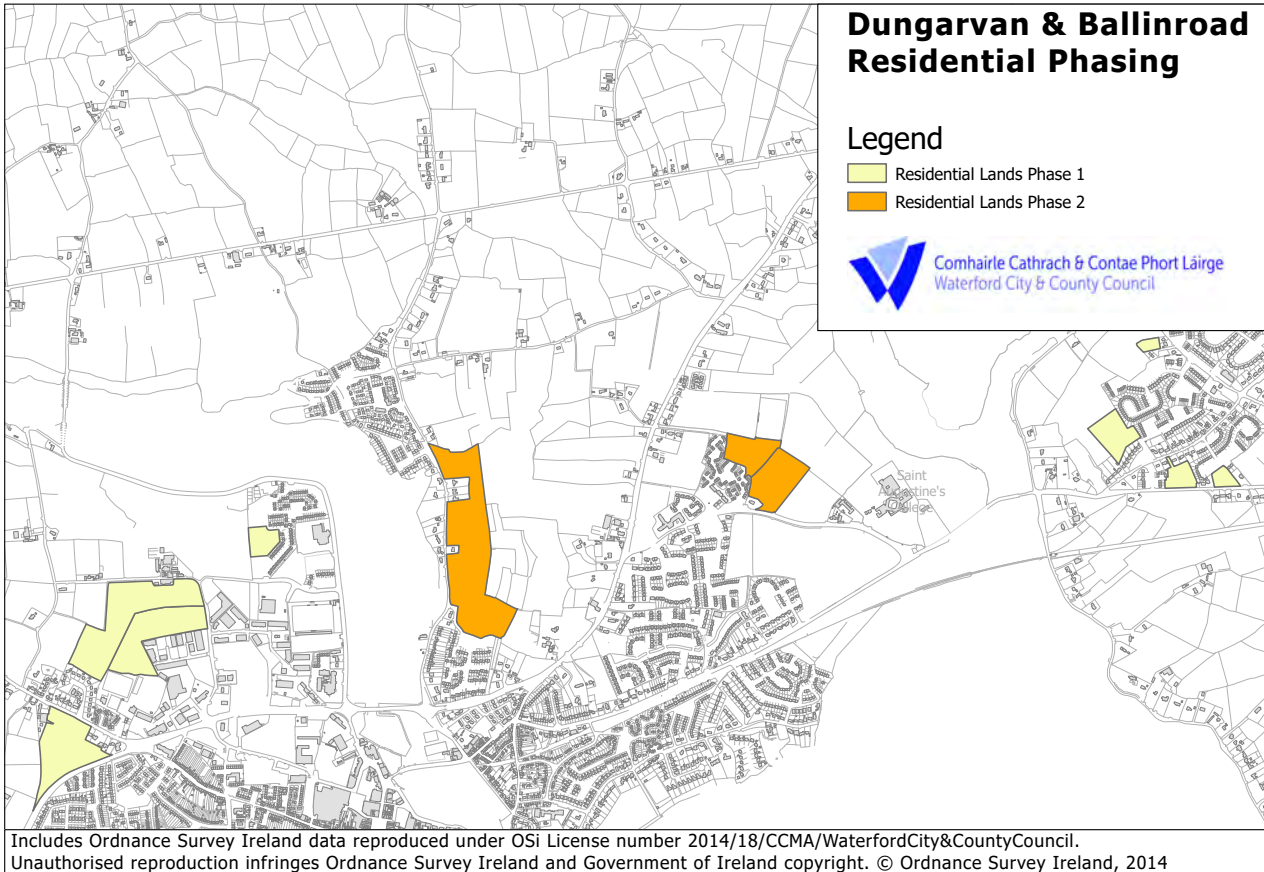 Dungarvan & Ballinroad
Residential Phasing
Legend
Residential Lands Phase 1
Residential Lands Phase 2
Comhairle Cathrach & Contae Phort Láirge
Waterford City & County Council
Saint
Augustine's
College
Includes Ordnance Survey Ireland data reproduced under OSi License number 2014/18/CCMA/WaterfordCity&CountyCouncil.
Unauthorised reproduction infringes Ordnance Survey Ireland and Government of Ireland copyright. © Ordnance Survey Ireland, 2014